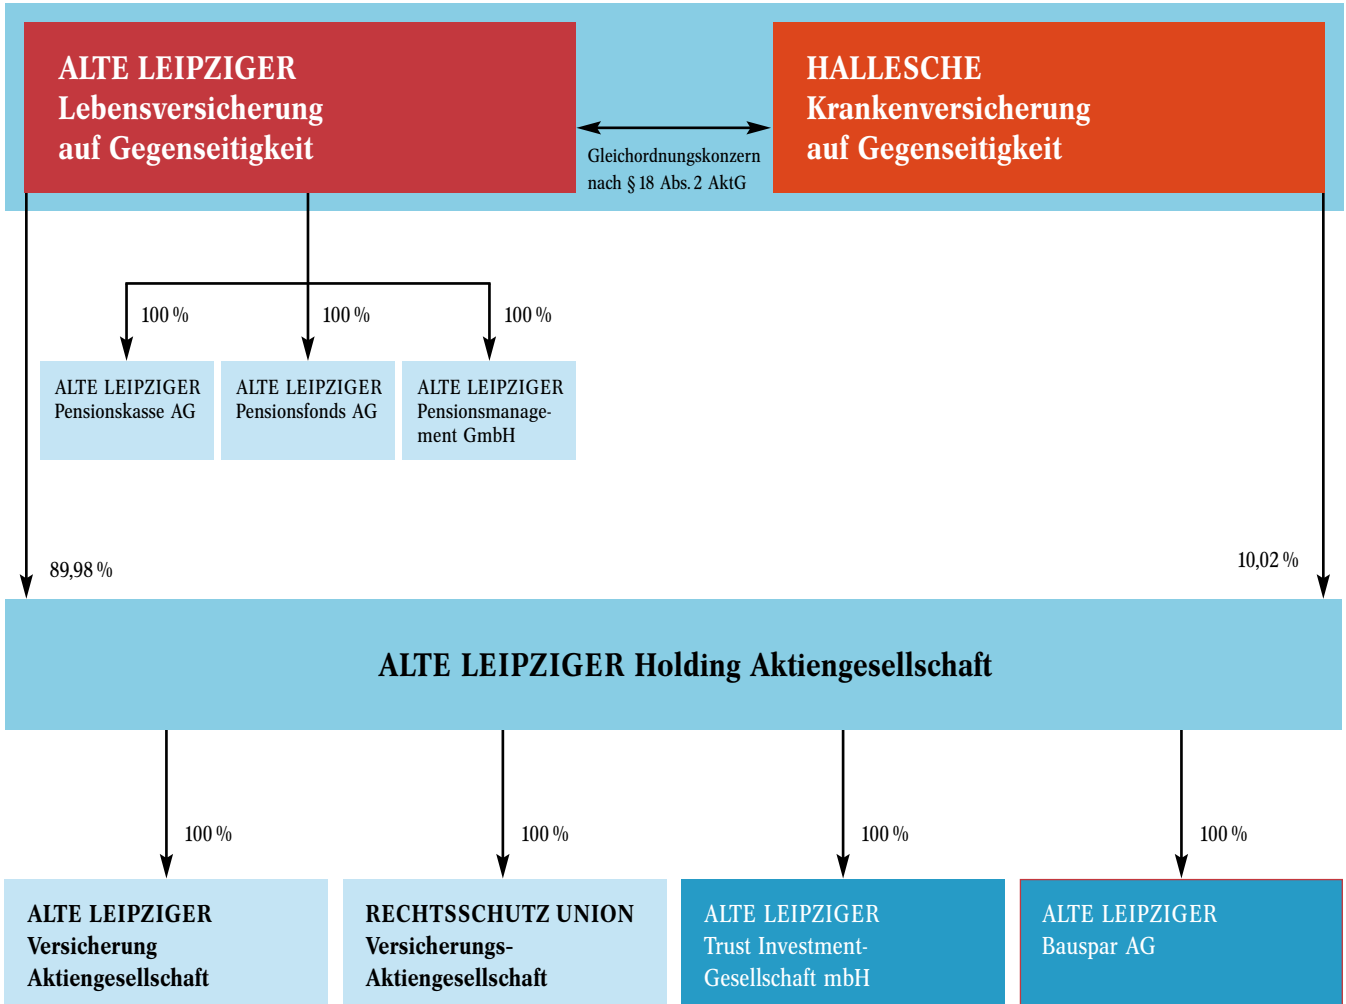 ALTE LEIPZIGER
Lebensversicherung
auf Gegenseitigkeit
Gleichordnungskonzern
nach § 18 Abs. 2 AktG
HALLESCHE
Krankenversicherung
auf Gegenseitigkeit
100 %
100 %
100 %
ALTE LEIPZIGER
Pensionskasse AG
ALTE LEIPZIGER
Pensionsfonds AG
ALTE LEIPZIGER
Pensionsmanage-
ment GmbH
89,98 %
10,02 %
ALTE LEIPZIGER Holding Aktiengesellschaft
100 %
100 %
100 %
100 %
ALTE LEIPZIGER
Versicherung
Aktiengesellschaft
RECHTSSCHUTZ UNION
Versicherungs-
Aktiengesellschaft
ALTE LEIPZIGER
Trust Investment-
Gesellschaft mbH
ALTE LEIPZIGER
Bauspar AG